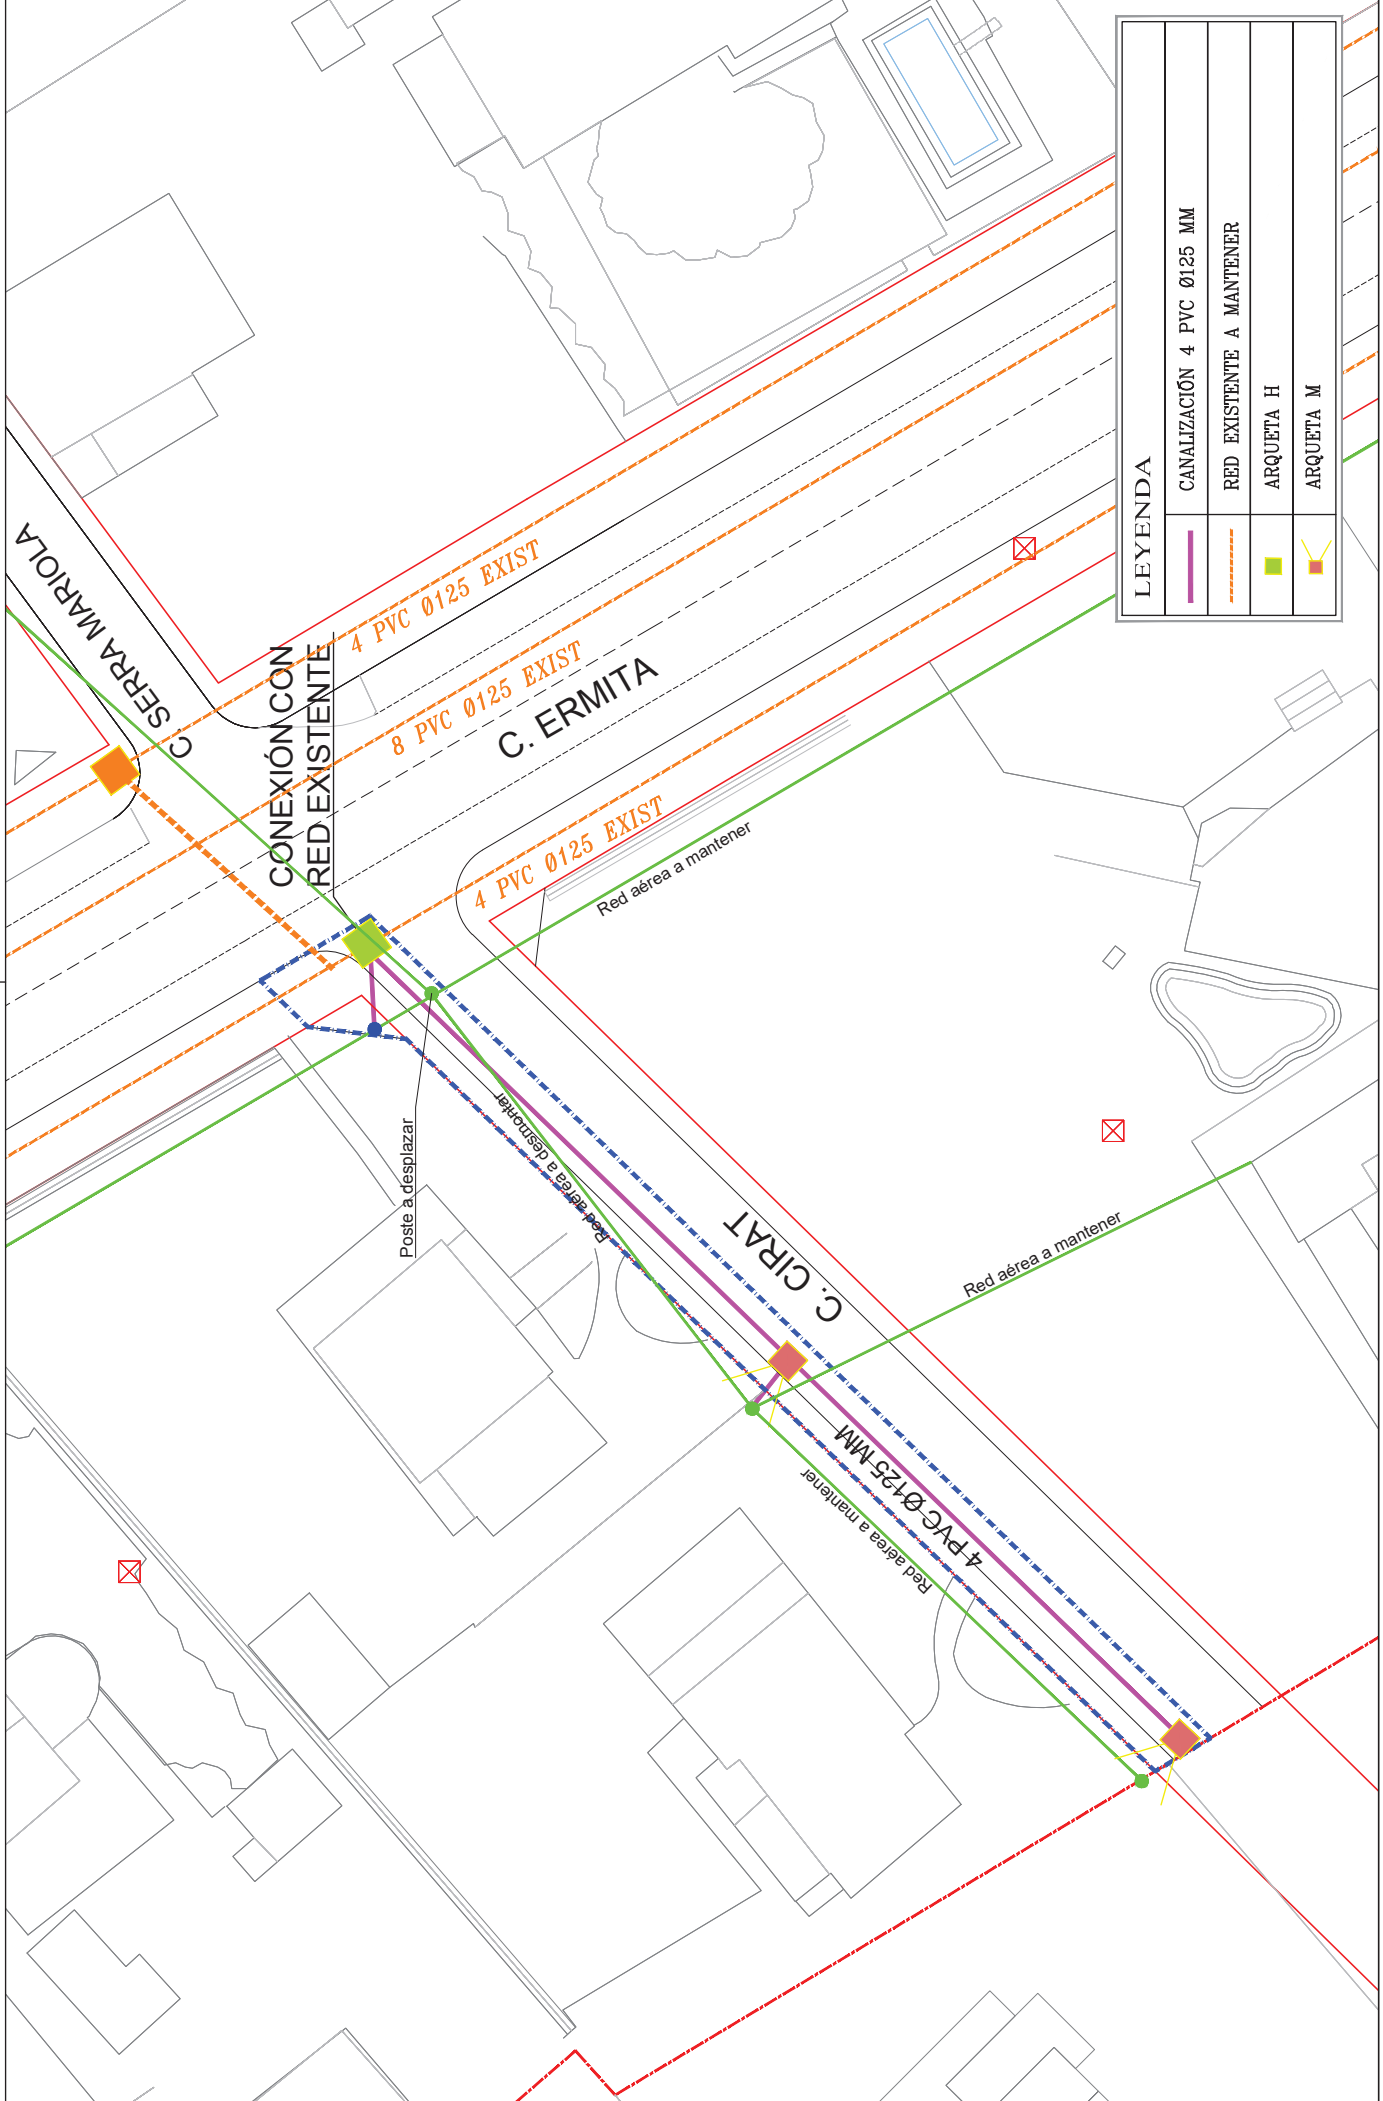 C. SERRA MARIOLA
CONEXIÓN CON
RED EXISTENTE
4 PVC Ø125 EXIST
8 PVC Ø125 EXIST
C. ERMITA
4 PVC Ø125 EXIST
Red aérea a mantener
Poste a desplazar
Red aérea a desmontar
C. CIRAT
Red aérea a mantener
4 PVC Ø125 MM
Red aérea a mantener
LEYENDA
CANALIZACIÓN 4 PVC Ø125 MM
RED EXISTENTE A MANTENER
ARQUETA H
ARQUETA M